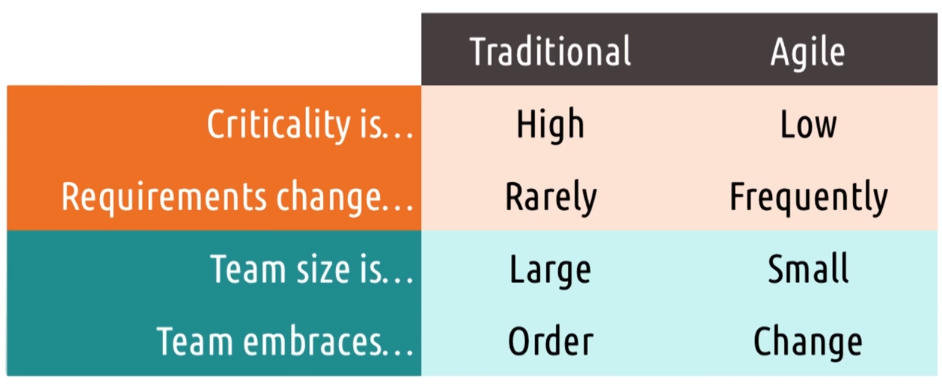 Traditional Agile
Criticality is... High Low
Requirements change... Rarely Frequently
Team size is... Large Small
Team embraces... Order Change